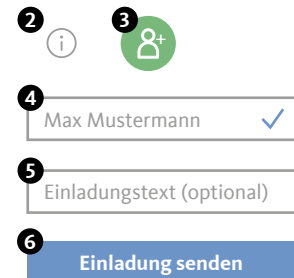 2 3
i
4
Max Mustermann
5
Einladungstext (optional)
6
Einladung senden